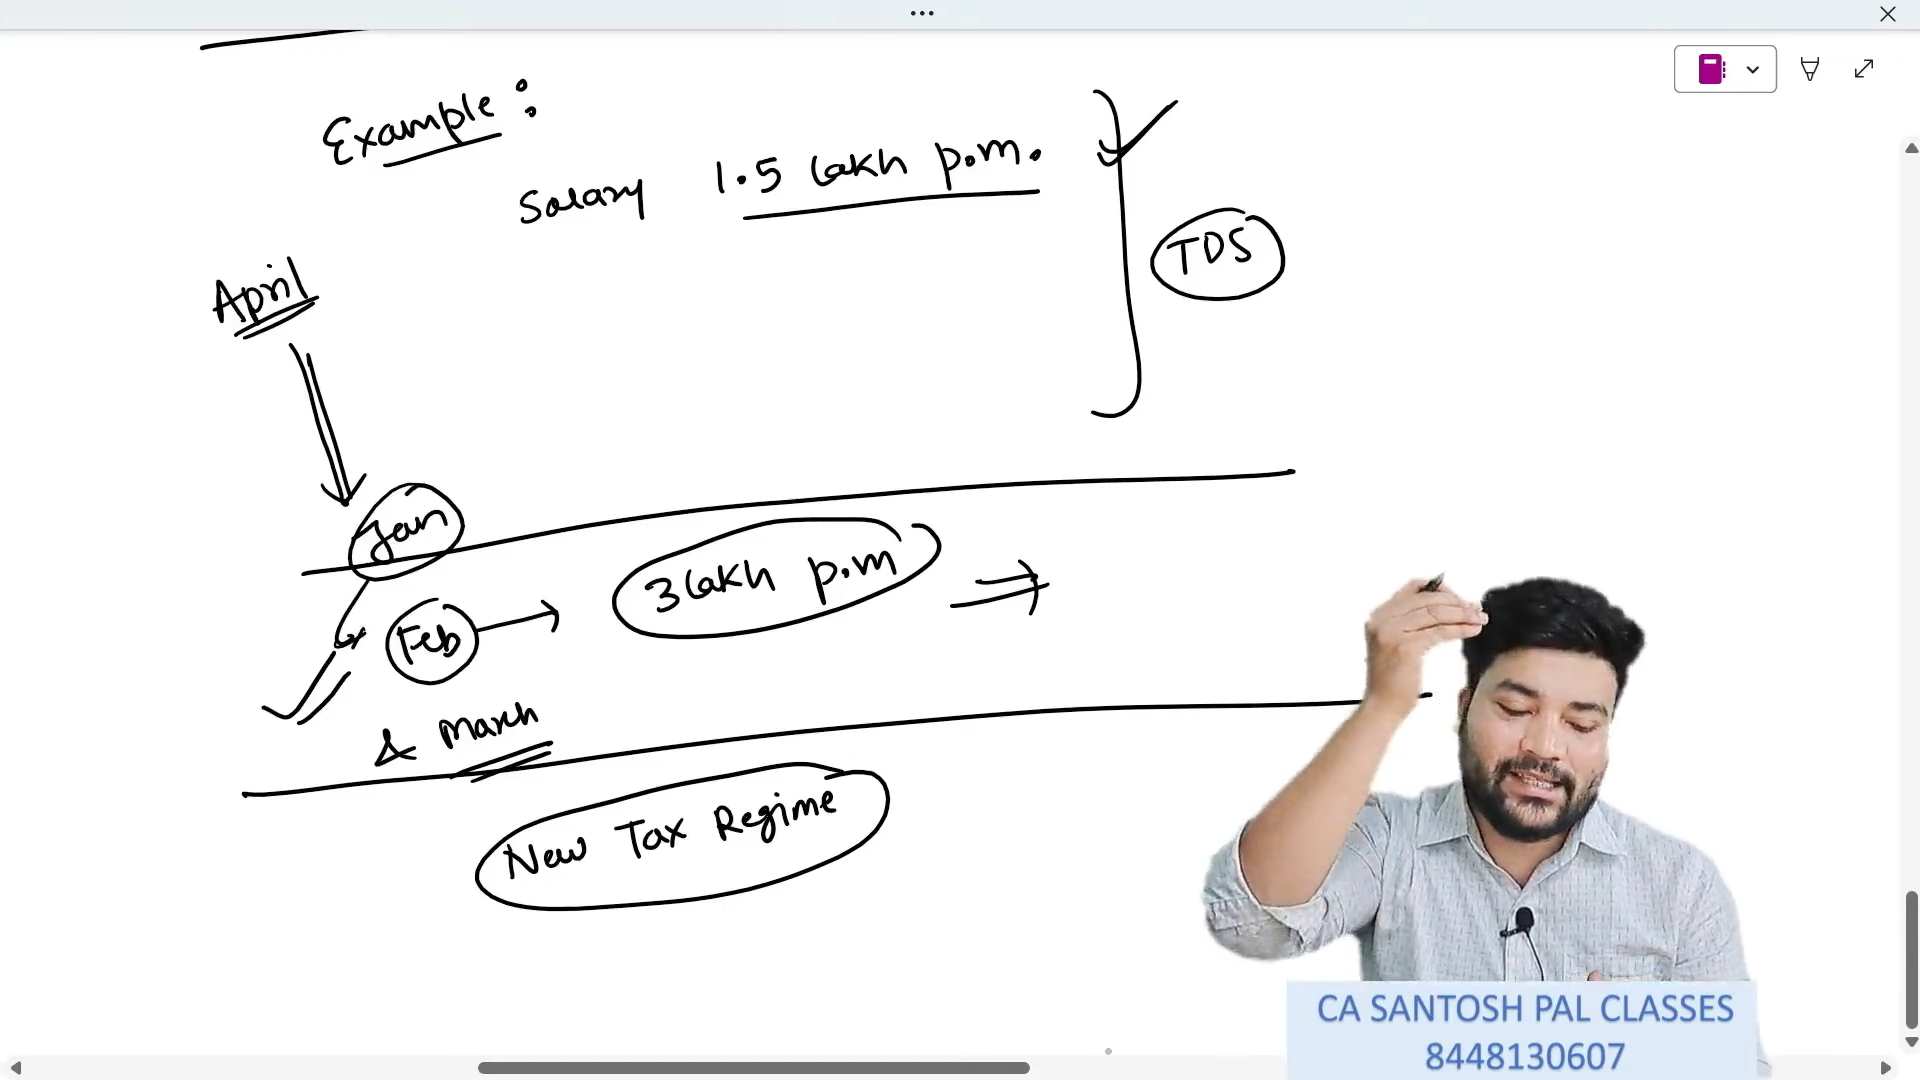 Example :
Salary 1.5 Lakh p.m.
TDS
April
Jan
Feb 3 Lakh p.m
& March
New Tax Regime
CA SANTOSH PAL CLASSES
8448130607